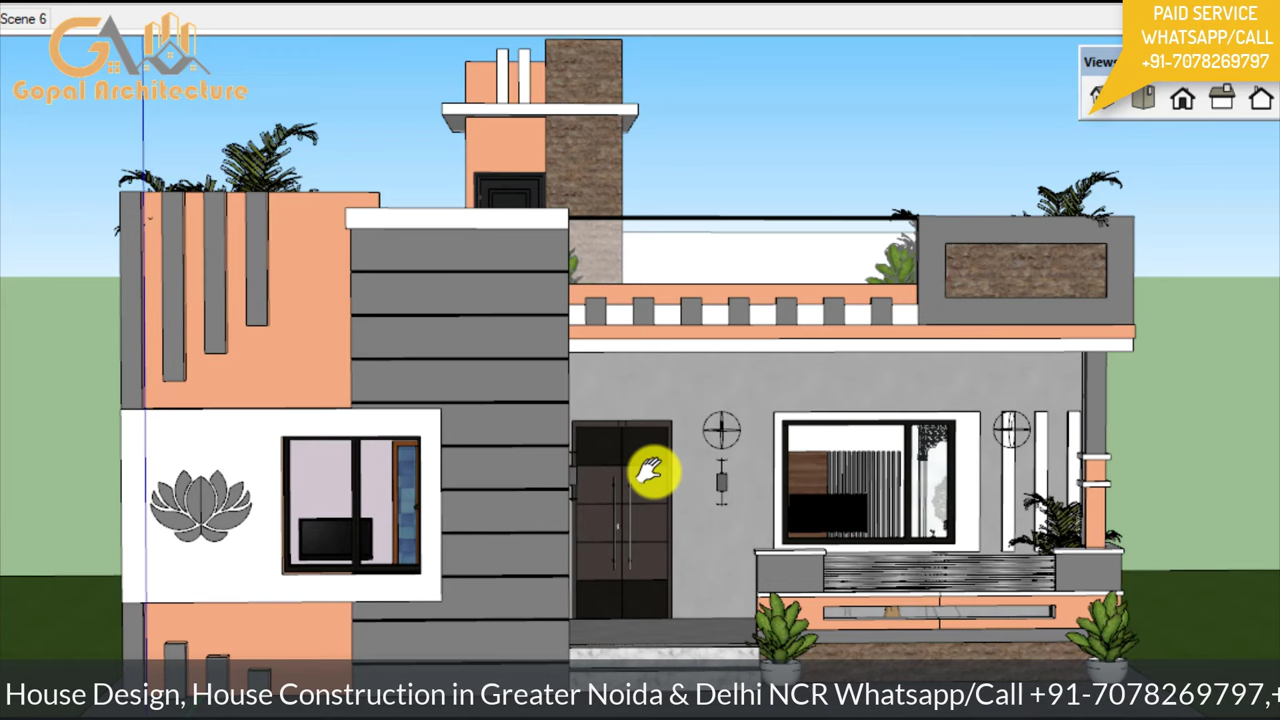 Scene 6
Gopal Architecture
PAID SERVICE
WHATSAPP/CALL
+91-7078269797
Views
House Design, House Construction in Greater Noida & Delhi NCR Whatsapp/Call +91-7078269797,+